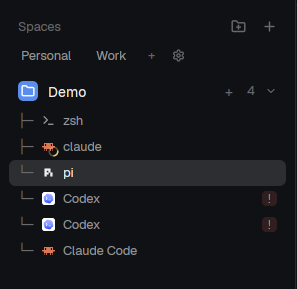 Spaces
Personal Work +
Demo + 4
zsh
claude
pi
Codex !
Codex !
Claude Code